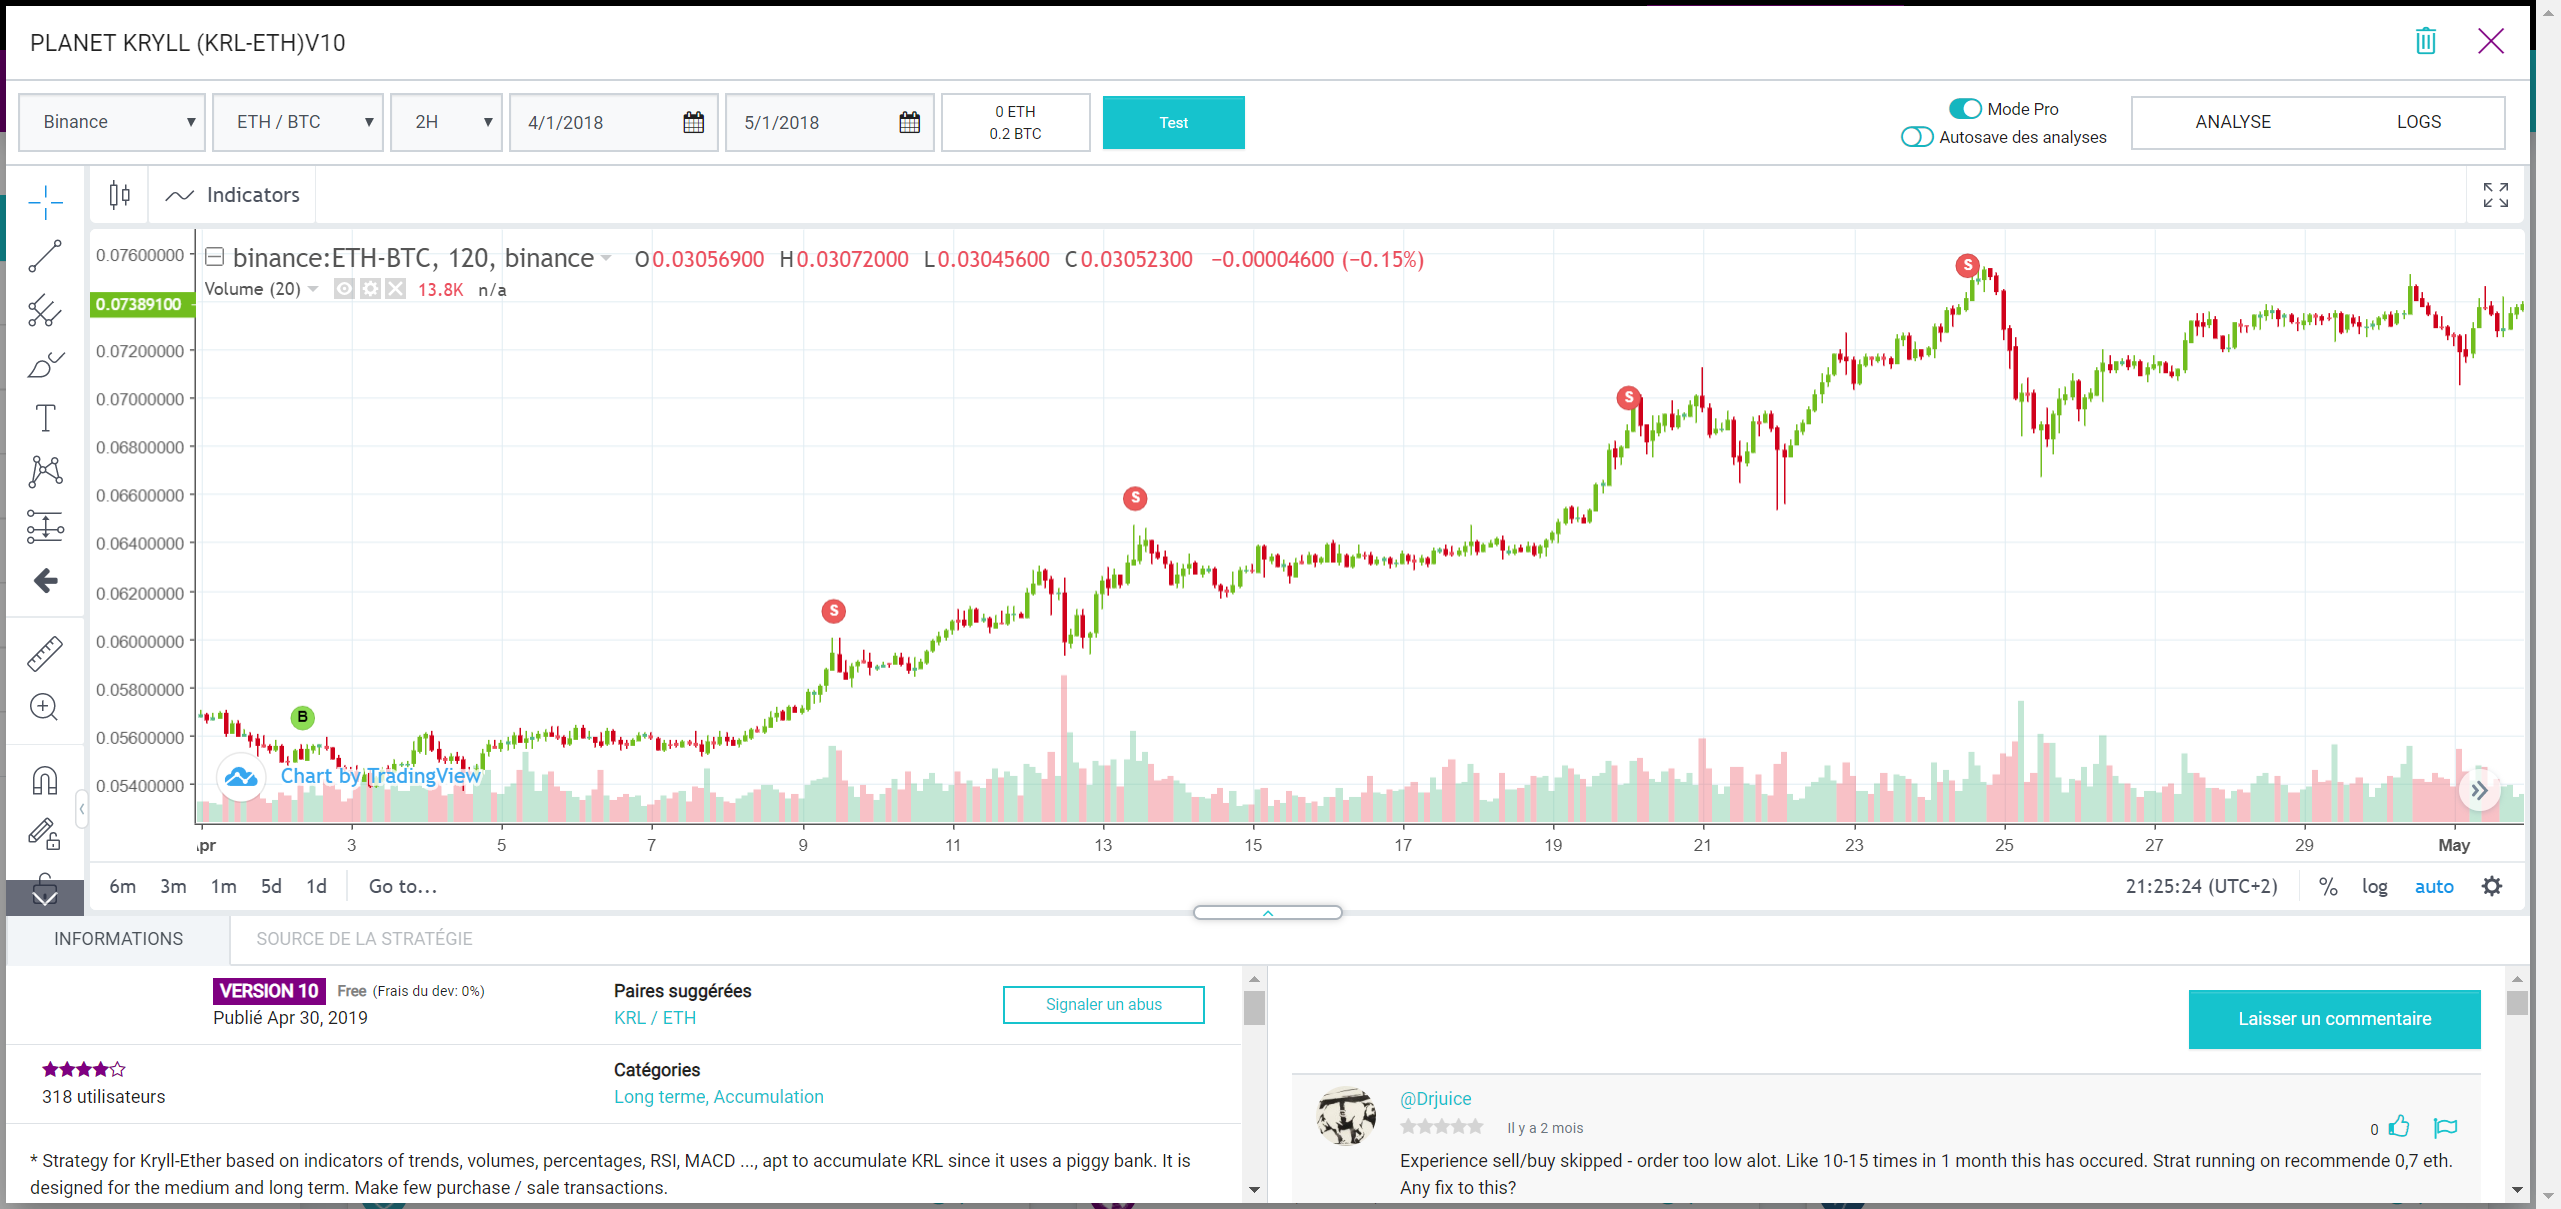 PLANET KRYLL (KRL-ETH)V10
Binance
ETH / BTC
2H
4/1/2018
5/1/2018
0 ETH
0.2 BTC
Test
Mode Pro
Autosave des analyses
ANALYSE
LOGS
Indicators
binance:ETH-BTC, 120, binance O0.03056900 H0.03072000 L0.03045600 C0.03052300 −0.00004600 (−0.15%)
Volume (20) 13.8K n/a
0.07600000
0.07389100
0.07200000
0.07000000
0.06800000
0.06600000
0.06400000
0.06200000
0.06000000
0.05800000
0.05600000
0.05400000
B
S
S
S
S
Chart by TradingView
3 5 7 9 11 13 15 17 19 21 23 25 27 29 May
6m 3m 1m 5d 1d Go to...
21:25:24 (UTC+2) % log auto
INFORMATIONS
SOURCE DE LA STRATÉGIE
VERSION 10 Free (Frais du dev: 0%)
Publié Apr 30, 2019
Paires suggérées
KRL / ETH
Signaler un abus
318 utilisateurs
Catégories
Long terme, Accumulation
* Strategy for Kryll-Ether based on indicators of trends, volumes, percentages, RSI, MACD ..., apt to accumulate KRL since it uses a piggy bank. It is
designed for the medium and long term. Make few purchase / sale transactions.
Laisser un commentaire
@Drjuice
Il y a 2 mois
0
Experience sell/buy skipped - order too low alot. Like 10-15 times in 1 month this has occured. Strat running on recommende 0,7 eth.
Any fix to this?